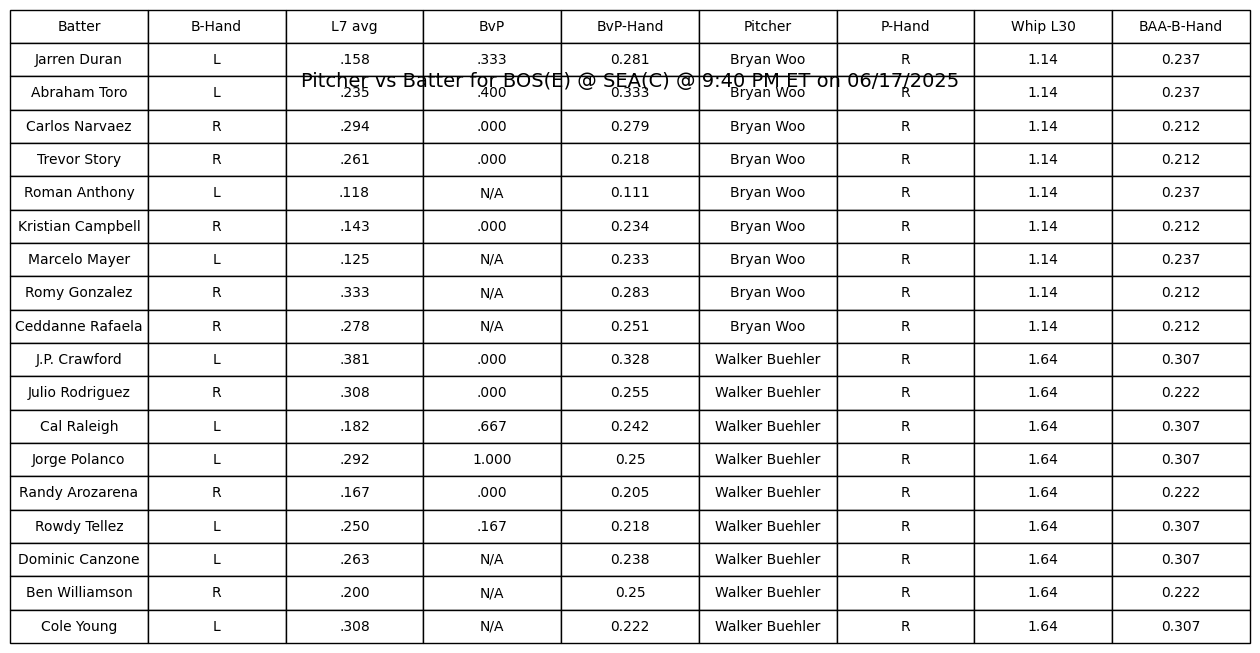 Batter B-Hand L7 avg BvP BvP-Hand Pitcher P-Hand Whip L30 BAA-B-Hand
Jarren Duran L .158 .333 0.281 Bryan Woo R 1.14 0.237
Pitcher vs Batter for BOS(E) @ SEA(C) @ 9:40 PM ET on 06/17/2025
Abraham Toro L .235 .400 0.333 Bryan Woo R 1.14 0.237
Carlos Narvaez R .294 .000 0.279 Bryan Woo R 1.14 0.212
Trevor Story R .261 .000 0.218 Bryan Woo R 1.14 0.212
Roman Anthony L .118 N/A 0.111 Bryan Woo R 1.14 0.237
Kristian Campbell R .143 .000 0.234 Bryan Woo R 1.14 0.212
Marcelo Mayer L .125 N/A 0.233 Bryan Woo R 1.14 0.237
Romy Gonzalez R .333 N/A 0.283 Bryan Woo R 1.14 0.212
Ceddanne Rafaela R .278 N/A 0.251 Bryan Woo R 1.14 0.212
J.P. Crawford L .381 .000 0.328 Walker Buehler R 1.64 0.307
Julio Rodriguez R .308 .000 0.255 Walker Buehler R 1.64 0.222
Cal Raleigh L .182 .667 0.242 Walker Buehler R 1.64 0.307
Jorge Polanco L .292 1.000 0.25 Walker Buehler R 1.64 0.307
Randy Arozarena R .167 .000 0.205 Walker Buehler R 1.64 0.222
Rowdy Tellez L .250 .167 0.218 Walker Buehler R 1.64 0.307
Dominic Canzone L .263 N/A 0.238 Walker Buehler R 1.64 0.307
Ben Williamson R .200 N/A 0.25 Walker Buehler R 1.64 0.222
Cole Young L .308 N/A 0.222 Walker Buehler R 1.64 0.307